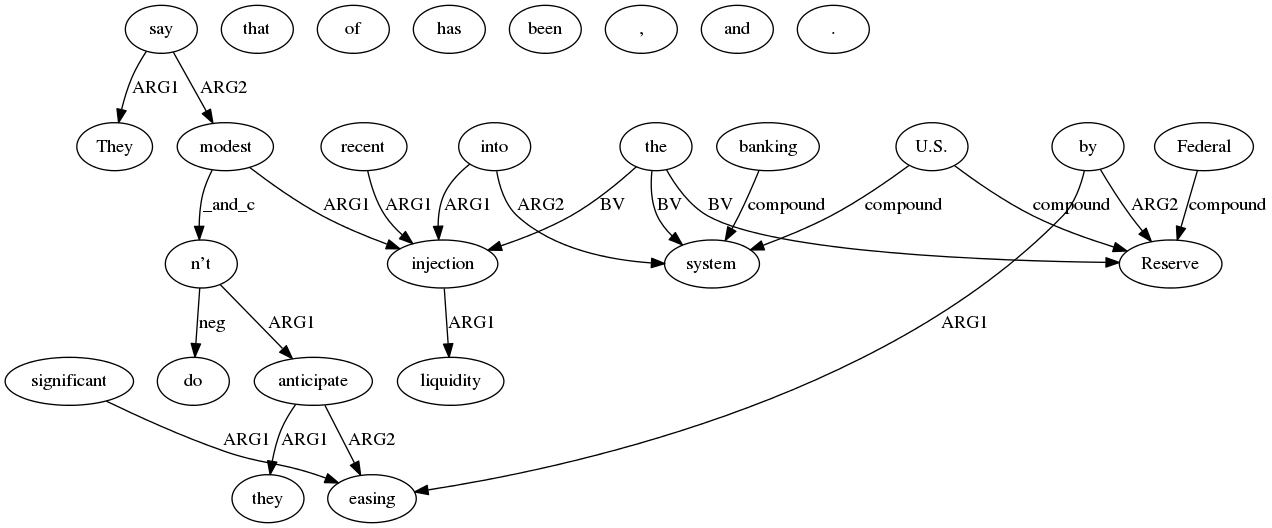 say that of has been , and .
ARG1 ARG2
They modest recent into the banking U.S. by Federal
_and_c ARG1 ARG1 ARG1 ARG2 BV BV BV compound compound compound ARG2 compound
n't injection system Reserve
neg ARG1 ARG1 ARG1
significant do anticipate liquidity
ARG1 ARG1 ARG2
they easing